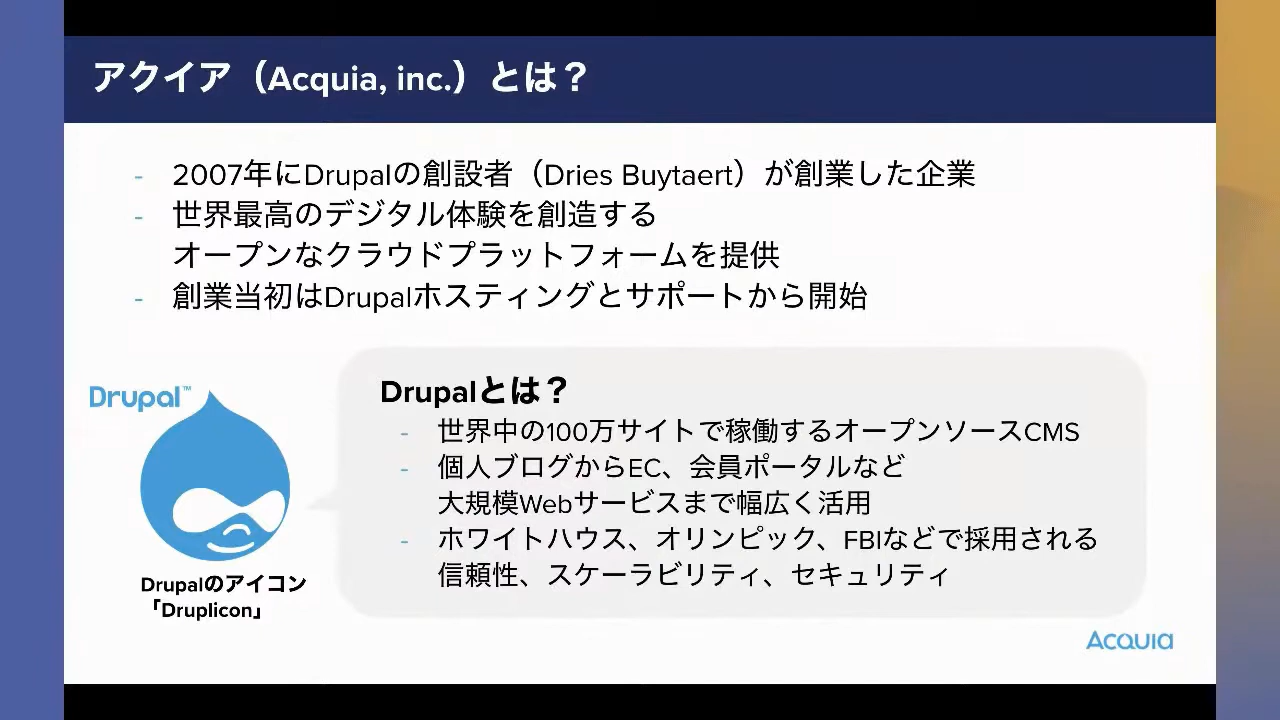 アクイア（Acquia, inc.）とは？
- 2007年にDrupalの創設者（Dries Buytaert）が創業した企業
- 世界最高のデジタル体験を創造する
オープンなクラウドプラットフォームを提供
- 創業当初はDrupalホスティングとサポートから開始
Drupal™
Drupalのアイコン
「Druplicon」
Drupalとは？
- 世界中の100万サイトで稼働するオープンソースCMS
- 個人ブログからEC、会員ポータルなど
大規模Webサービスまで幅広く活用
- ホワイトハウス、オリンピック、FBIなどで採用される
信頼性、スケーラビリティ、セキュリティ
Acquia